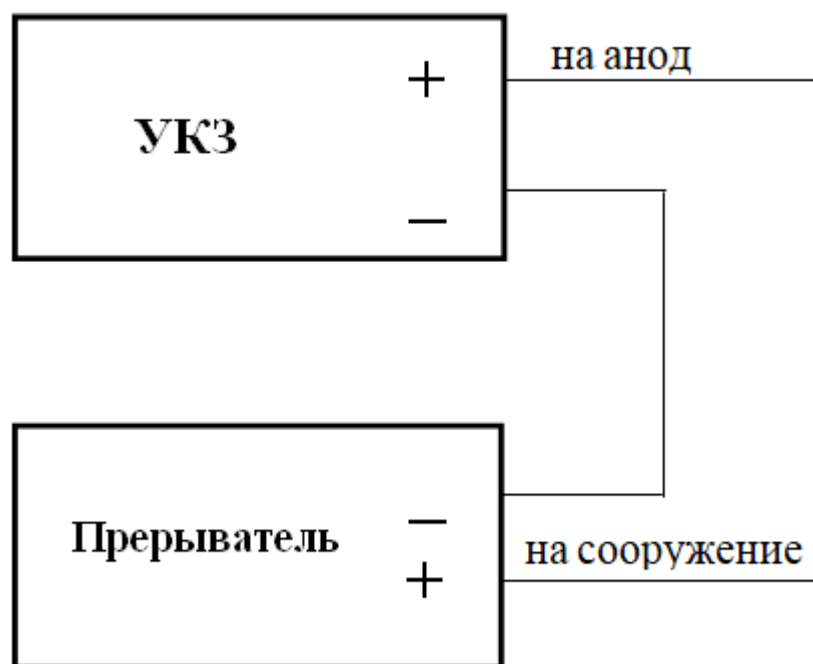 на анод
+
УКЗ
–
–
Прерыватель
на сооружение
+